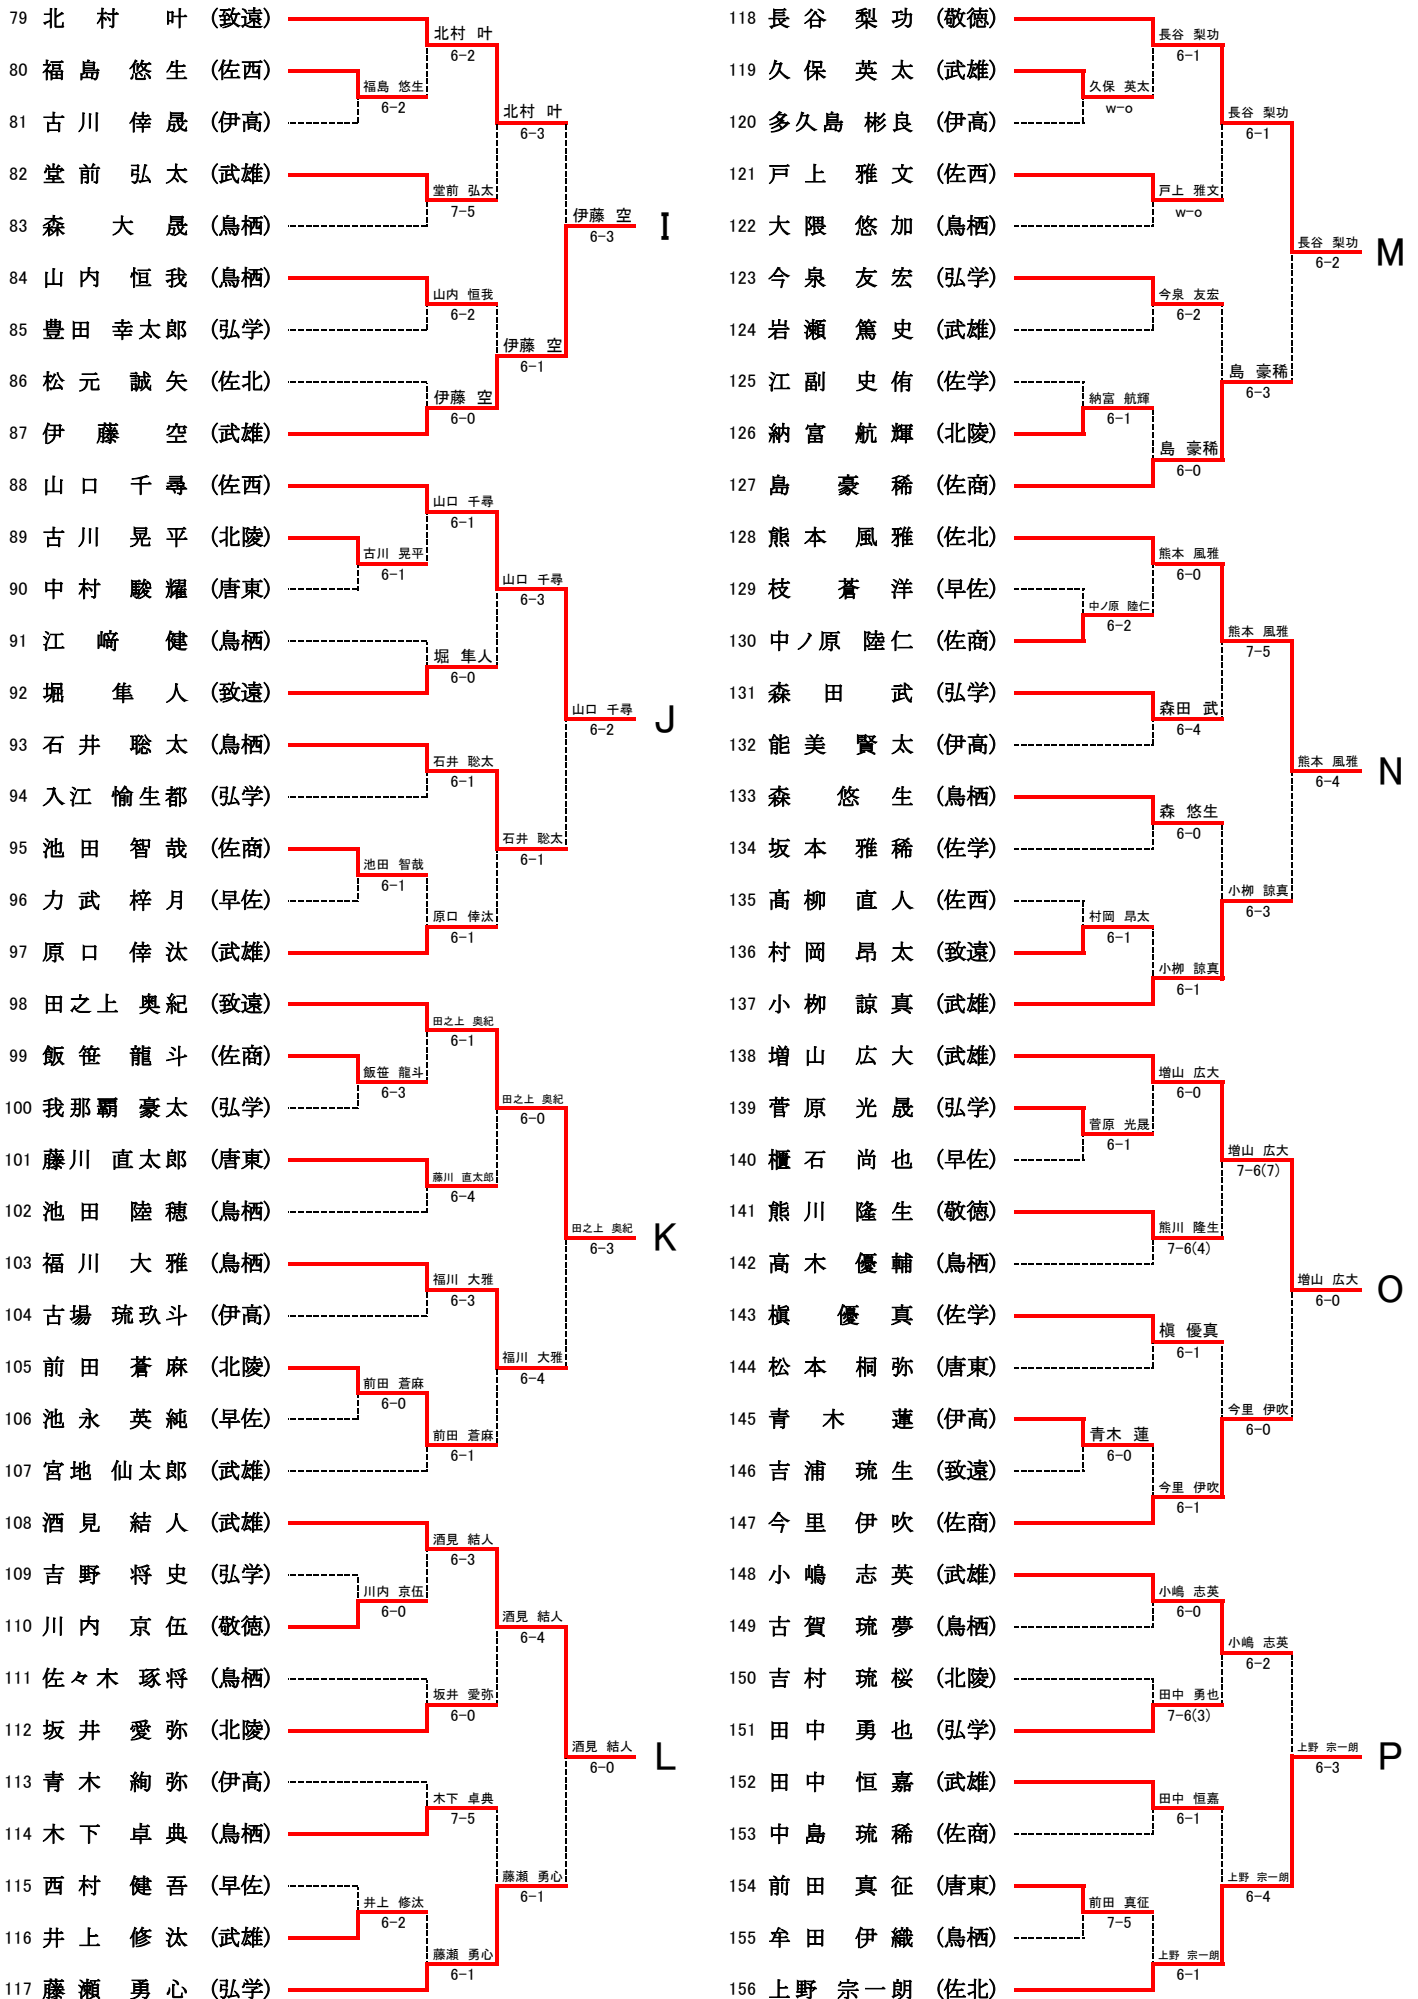 79 北村 叶 (致遠)
北村 叶
6-2
80 福島 悠生 (佐西)
福島 悠生
6-2
81 古川 倖晟 (伊高)
北村 叶
6-3
82 堂前 弘太 (武雄)
堂前 弘太
7-5
83 森 大晟 (鳥栖)
伊藤 空
6-3
I
84 山内 恒我 (鳥栖)
山内 恒我
6-2
85 豊田 幸太郎 (弘学)
伊藤 空
6-1
86 松元 誠矢 (佐北)
伊藤 空
6-0
87 伊藤 空 (武雄)
88 山口 千尋 (佐西)
山口 千尋
6-1
89 古川 晃平 (北陵)
古川 晃平
6-1
90 中村 駿耀 (唐東)
山口 千尋
6-3
91 江﨑 健 (鳥栖)
堀 隼人
6-0
92 堀 隼人 (致遠)
山口 千尋
6-2
J
93 石井 聡太 (鳥栖)
石井 聡太
6-1
94 入江 愉生都 (弘学)
石井 聡太
6-1
95 池田 智哉 (佐商)
池田 智哉
6-1
96 力武 梓月 (早佐)
原口 倖汰
6-1
97 原口 倖汰 (武雄)
98 田之上 奥紀 (致遠)
田之上 奥紀
6-1
99 飯笹 龍斗 (佐商)
飯笹 龍斗
6-3
100 我那覇 豪太 (弘学)
田之上 奥紀
6-0
101 藤川 直太郎 (唐東)
藤川 直太郎
6-4
102 池田 陸穂 (鳥栖)
田之上 奥紀
6-3
K
103 福川 大雅 (鳥栖)
福川 大雅
6-3
104 古場 琉玖斗 (伊高)
福川 大雅
6-4
105 前田 蒼麻 (北陵)
前田 蒼麻
6-0
106 池永 英純 (早佐)
前田 蒼麻
6-1
107 宮地 仙太郎 (武雄)
108 酒見 結人 (武雄)
酒見 結人
6-3
109 吉野 将史 (弘学)
川内 京伍
6-0
110 川内 京伍 (敬徳)
酒見 結人
6-4
111 佐々木 琢将 (鳥栖)
坂井 愛弥
6-0
112 坂井 愛弥 (北陵)
酒見 結人
6-0
L
113 青木 絢弥 (伊高)
木下 卓典
7-5
114 木下 卓典 (鳥栖)
藤瀬 勇心
6-1
115 西村 健吾 (早佐)
井上 修汰
6-2
116 井上 修汰 (武雄)
藤瀬 勇心
6-1
117 藤瀬 勇心 (弘学)
118 長谷 梨功 (敬徳)
長谷 梨功
6-1
119 久保 英太 (武雄)
久保 英太
w-o
120 多久島 彬良 (伊高)
長谷 梨功
6-1
121 戸上 雅文 (佐西)
戸上 雅文
w-o
122 大隈 悠加 (鳥栖)
長谷 梨功
6-2
M
123 今泉 友宏 (弘学)
今泉 友宏
6-2
124 岩瀬 篤史 (武雄)
島 豪稀
6-3
125 江副 史侑 (佐学)
納富 航輝
6-1
126 納富 航輝 (北陵)
島 豪稀
6-0
127 島 豪稀 (佐商)
128 熊本 風雅 (佐北)
熊本 風雅
6-0
129 枝 蒼洋 (早佐)
中ノ原 陸仁
6-2
130 中ノ原 陸仁 (佐商)
熊本 風雅
7-5
131 森田 武 (弘学)
森田 武
6-4
132 能美 賢太 (伊高)
熊本 風雅
6-4
N
133 森 悠生 (鳥栖)
森 悠生
6-0
134 坂本 雅稀 (佐学)
小栁 諒真
6-3
135 髙柳 直人 (佐西)
村岡 昂太
6-1
136 村岡 昂太 (致遠)
小栁 諒真
6-1
137 小栁 諒真 (武雄)
138 増山 広大 (武雄)
増山 広大
6-0
139 菅原 光晟 (弘学)
菅原 光晟
6-1
140 櫃石 尚也 (早佐)
増山 広大
7-6(7)
141 熊川 隆生 (敬徳)
熊川 隆生
7-6(4)
142 高木 優輔 (鳥栖)
増山 広大
6-0
O
143 槇 優真 (佐学)
槇 優真
6-1
144 松本 桐弥 (唐東)
今里 伊吹
6-0
145 青木 蓮 (伊高)
青木 蓮
6-0
146 吉浦 琉生 (致遠)
今里 伊吹
6-1
147 今里 伊吹 (佐商)
148 小嶋 志英 (武雄)
小嶋 志英
6-0
149 古賀 琉夢 (鳥栖)
小嶋 志英
6-2
150 吉村 琉桜 (北陵)
田中 勇也
7-6(3)
151 田中 勇也 (弘学)
上野 宗一朗
6-3
P
152 田中 恒嘉 (武雄)
田中 恒嘉
6-1
153 中島 琉稀 (佐商)
上野 宗一朗
6-4
154 前田 真征 (唐東)
前田 真征
7-5
155 牟田 伊織 (鳥栖)
上野 宗一朗
6-1
156 上野 宗一朗 (佐北)